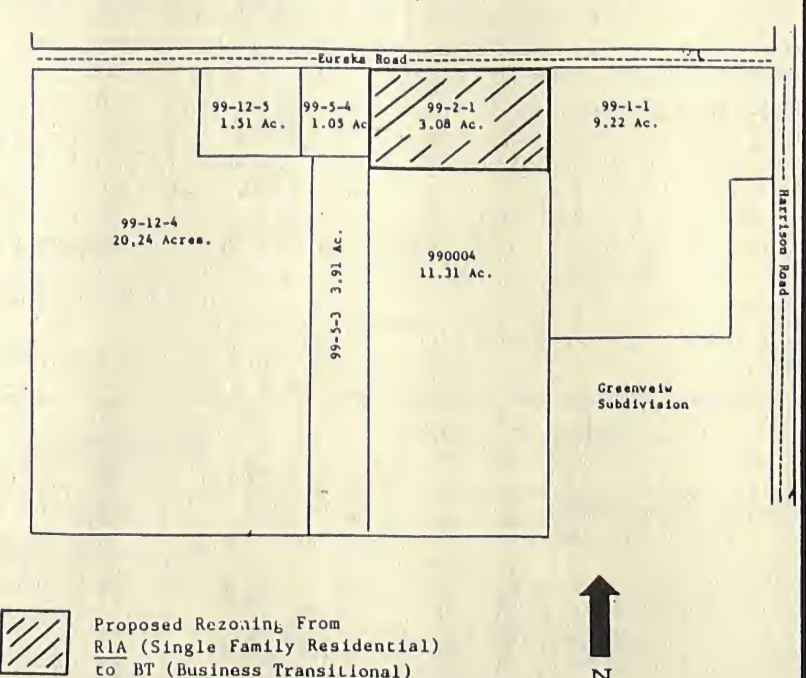 Eureka Road
99-12-5
1.51 Ac.
99-5-4
1.05 Ac
99-2-1
3.08 Ac.
99-1-1
9.22 Ac.
Harrison Road
99-12-4
20,24 Acres.
99-5-3 3.91 Ac.
990004
11.31 Ac.
Greenveiw
Subdivision
Proposed Rezoning From
R1A (Single Family Residential)
to BT (Business Transitional)
N